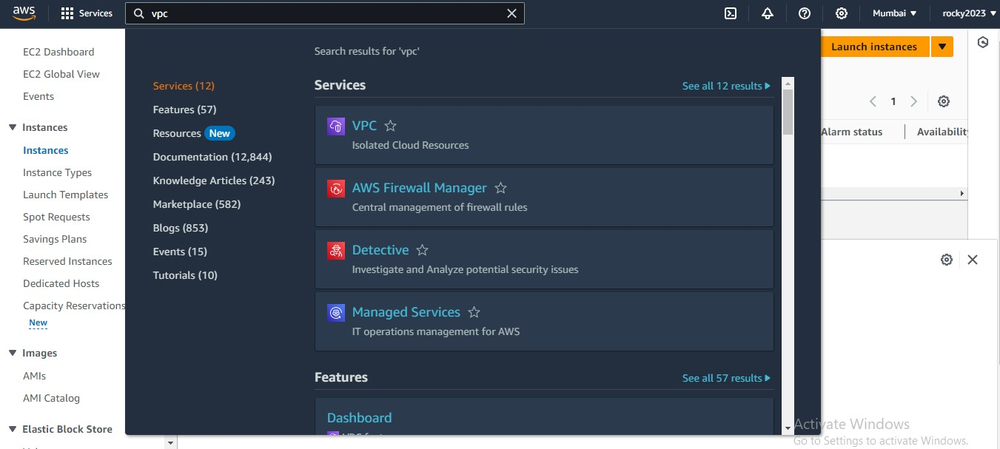 aws
Services
vpc
Mumbai ▼
rocky2023 ▼
EC2 Dashboard
EC2 Global View
Events
Instances
Instances
Instance Types
Launch Templates
Spot Requests
Savings Plans
Reserved Instances
Dedicated Hosts
Capacity Reservations
New
Images
AMIs
AMI Catalog
Elastic Block Store
Search results for 'vpc'
Services (12)
Features (57)
Resources New
Documentation (12,844)
Knowledge Articles (243)
Marketplace (582)
Blogs (853)
Events (15)
Tutorials (10)
Services
See all 12 results ▶
VPC
Isolated Cloud Resources
AWS Firewall Manager
Central management of firewall rules
Detective
Investigate and Analyze potential security issues
Managed Services
IT operations management for AWS
Features
See all 57 results ▶
Dashboard
Launch instances
1
Alarm status
Availability
Activate Windows
Go to Settings to activate Windows.